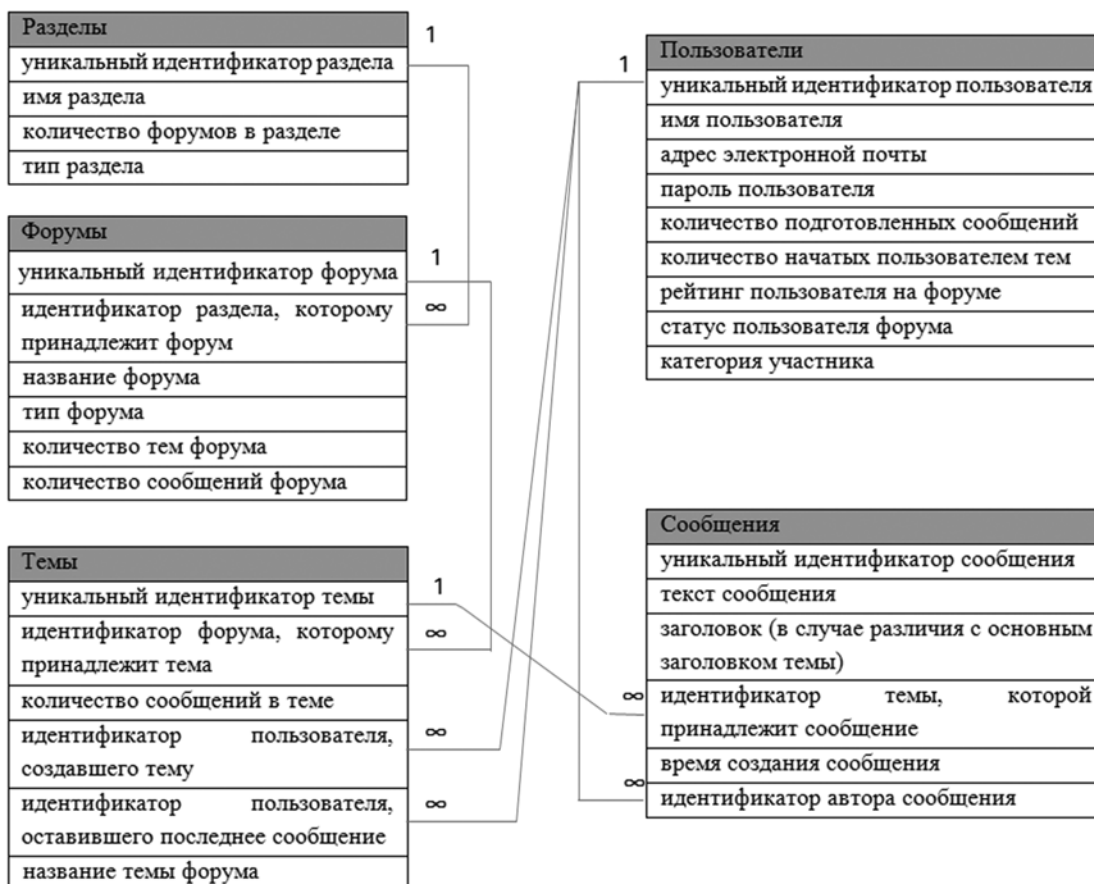 Разделы
уникальный идентификатор раздела
имя раздела
количество форумов в разделе
тип раздела
1
Форумы
уникальный идентификатор форума
идентификатор раздела, которому
принадлежит форум
название форума
тип форума
количество тем форума
количество сообщений форума
1
∞
Темы
уникальный идентификатор темы
идентификатор форума, которому
принадлежит тема
количество сообщений в теме
идентификатор пользователя,
создавшего тему
идентификатор пользователя,
оставившего последнее сообщение
название темы форума
1
∞
∞
∞
1
Пользователи
уникальный идентификатор пользователя
имя пользователя
адрес электронной почты
пароль пользователя
количество подготовленных сообщений
количество начатых пользователем тем
рейтинг пользователя на форуме
статус пользователя форума
категория участника
Сообщения
уникальный идентификатор сообщения
текст сообщения
заголовок (в случае различия с основным
заголовком темы)
идентификатор темы, которой
принадлежит сообщение
время создания сообщения
идентификатор автора сообщения
∞
∞